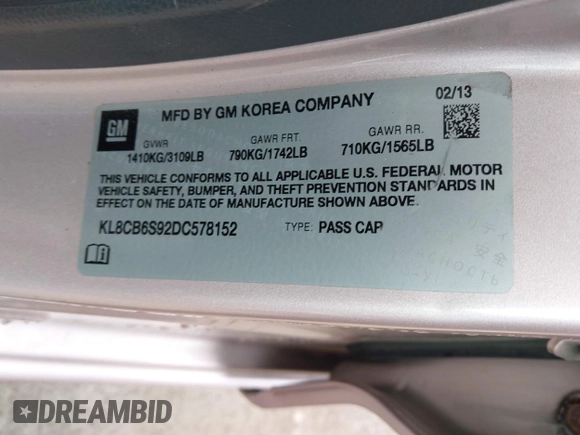 MFD BY GM KOREA COMPANY 02/13
GM
GVWR GAWR FRT. GAWR RR.
1410KG/3109LB 790KG/1742LB 710KG/1565LB
THIS VEHICLE CONFORMS TO ALL APPLICABLE U.S. FEDERAL MOTOR
VEHICLE SAFETY, BUMPER, AND THEFT PREVENTION STANDARDS IN
EFFECT ON THE DATE OF MANUFACTURE SHOWN ABOVE.
KL8CB6S92DC578152 TYPE: PASS CAR
安全
DREAMBID